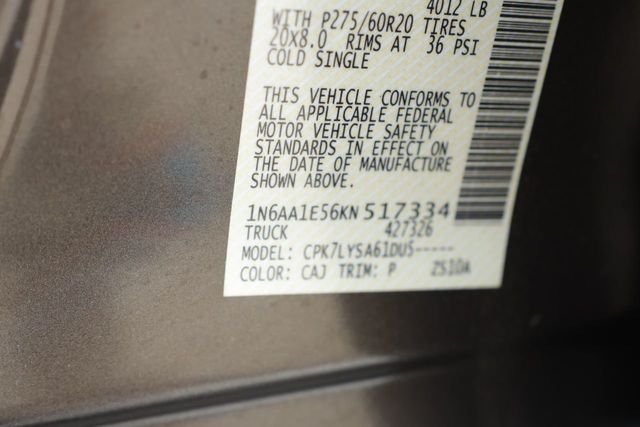 4012 LB
WITH P275/60R20 TIRES
20X8.0 RIMS AT 36 PSI
COLD SINGLE
THIS VEHICLE CONFORMS TO
ALL APPLICABLE FEDERAL
MOTOR VEHICLE SAFETY
STANDARDS IN EFFECT ON
THE DATE OF MANUFACTURE
SHOWN ABOVE.
1N6AA1E56KN517334
TRUCK 427326
MODEL: CPK7LYSA61DUS-----
COLOR: CAJ TRIM: P ZS10A